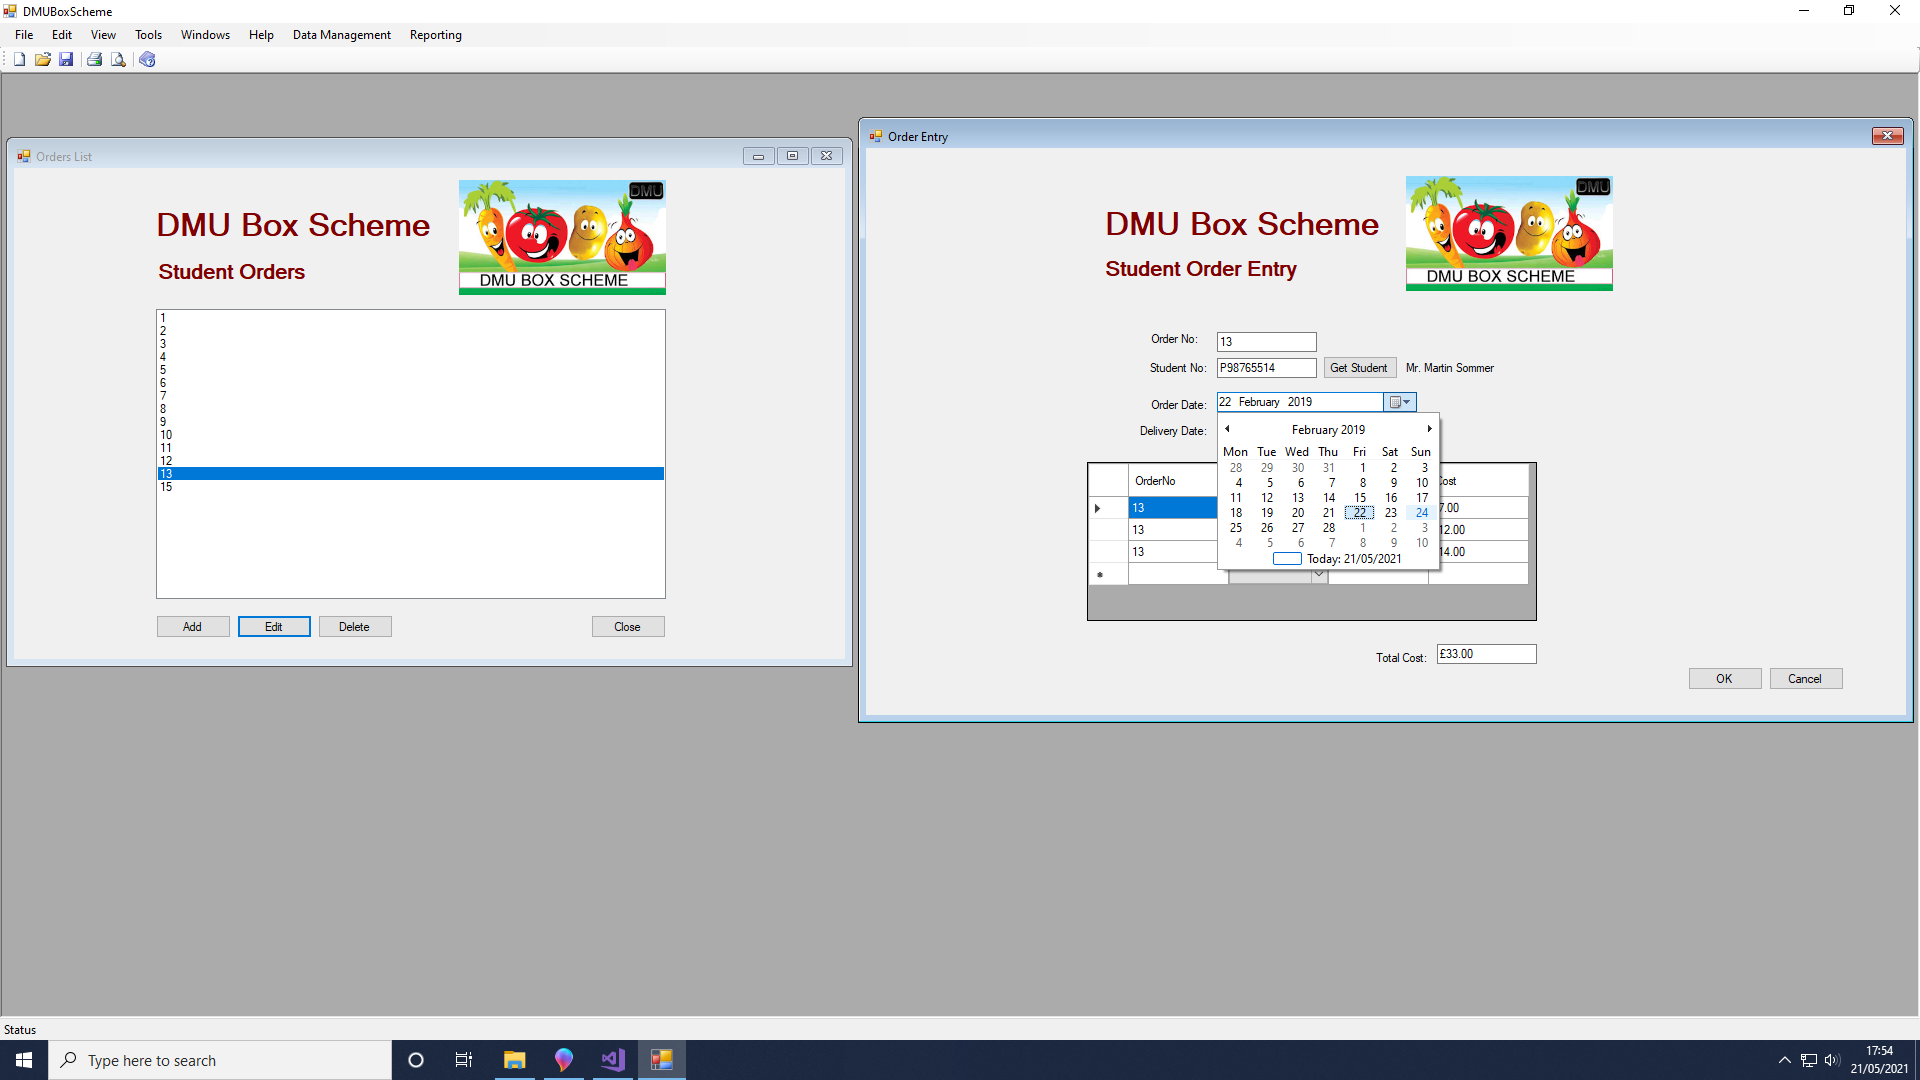 DMUBoxScheme
File Edit View Tools Windows Help Data Management Reporting
Orders List
DMU Box Scheme
Student Orders
DMU
DMU BOX SCHEME
1
2
3
4
5
6
7
8
9
10
11
12
13
15
Add Edit Delete Close
Order Entry
DMU Box Scheme
Student Order Entry
DMU
DMU BOX SCHEME
Order No: 13
Student No: P98765514 Get Student Mr. Martin Sommer
Order Date: 22 February 2019
Delivery Date:
February 2019
Mon Tue Wed Thu Fri Sat Sun
28 29 30 31 1 2 3
4 5 6 7 8 9 10
11 12 13 14 15 16 17
18 19 20 21 22 23 24
25 26 27 28 1 2 3
4 5 6 7 8 9 10
Today: 21/05/2021
OrderNo Cost
13 7.00
13 12.00
13 14.00
Total Cost: £33.00
OK Cancel
Status
Type here to search
17:54
21/05/2021